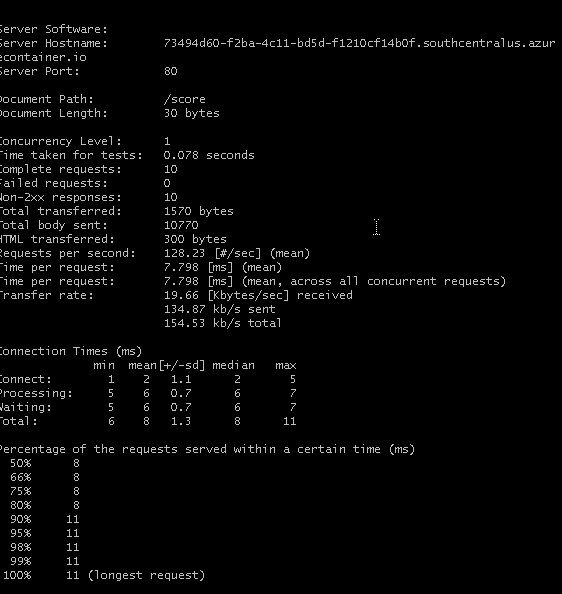 Server Software:
Server Hostname: 73494d60-f2ba-4c11-bd5d-f1210cf14b0f.southcentralus.azur
econtainer.io
Server Port: 80
Document Path: /score
Document Length: 30 bytes
Concurrency Level: 1
Time taken for tests: 0.078 seconds
Complete requests: 10
Failed requests: 0
Non-2xx responses: 10
Total transferred: 1570 bytes
Total body sent: 10770
HTML transferred: 300 bytes
Requests per second: 128.23 [#/sec] (mean)
Time per request: 7.798 [ms] (mean)
Time per request: 7.798 [ms] (mean, across all concurrent requests)
Transfer rate: 19.66 [Kbytes/sec] received
134.87 kb/s sent
154.53 kb/s total
Connection Times (ms)
min mean[+/-sd] median max
Connect: 1 2 1.1 2 5
Processing: 5 6 0.7 6 7
Waiting: 5 6 0.7 6 7
Total: 6 8 1.3 8 11
Percentage of the requests served within a certain time (ms)
50% 8
66% 8
75% 8
80% 8
90% 11
95% 11
98% 11
99% 11
100% 11 (longest request)